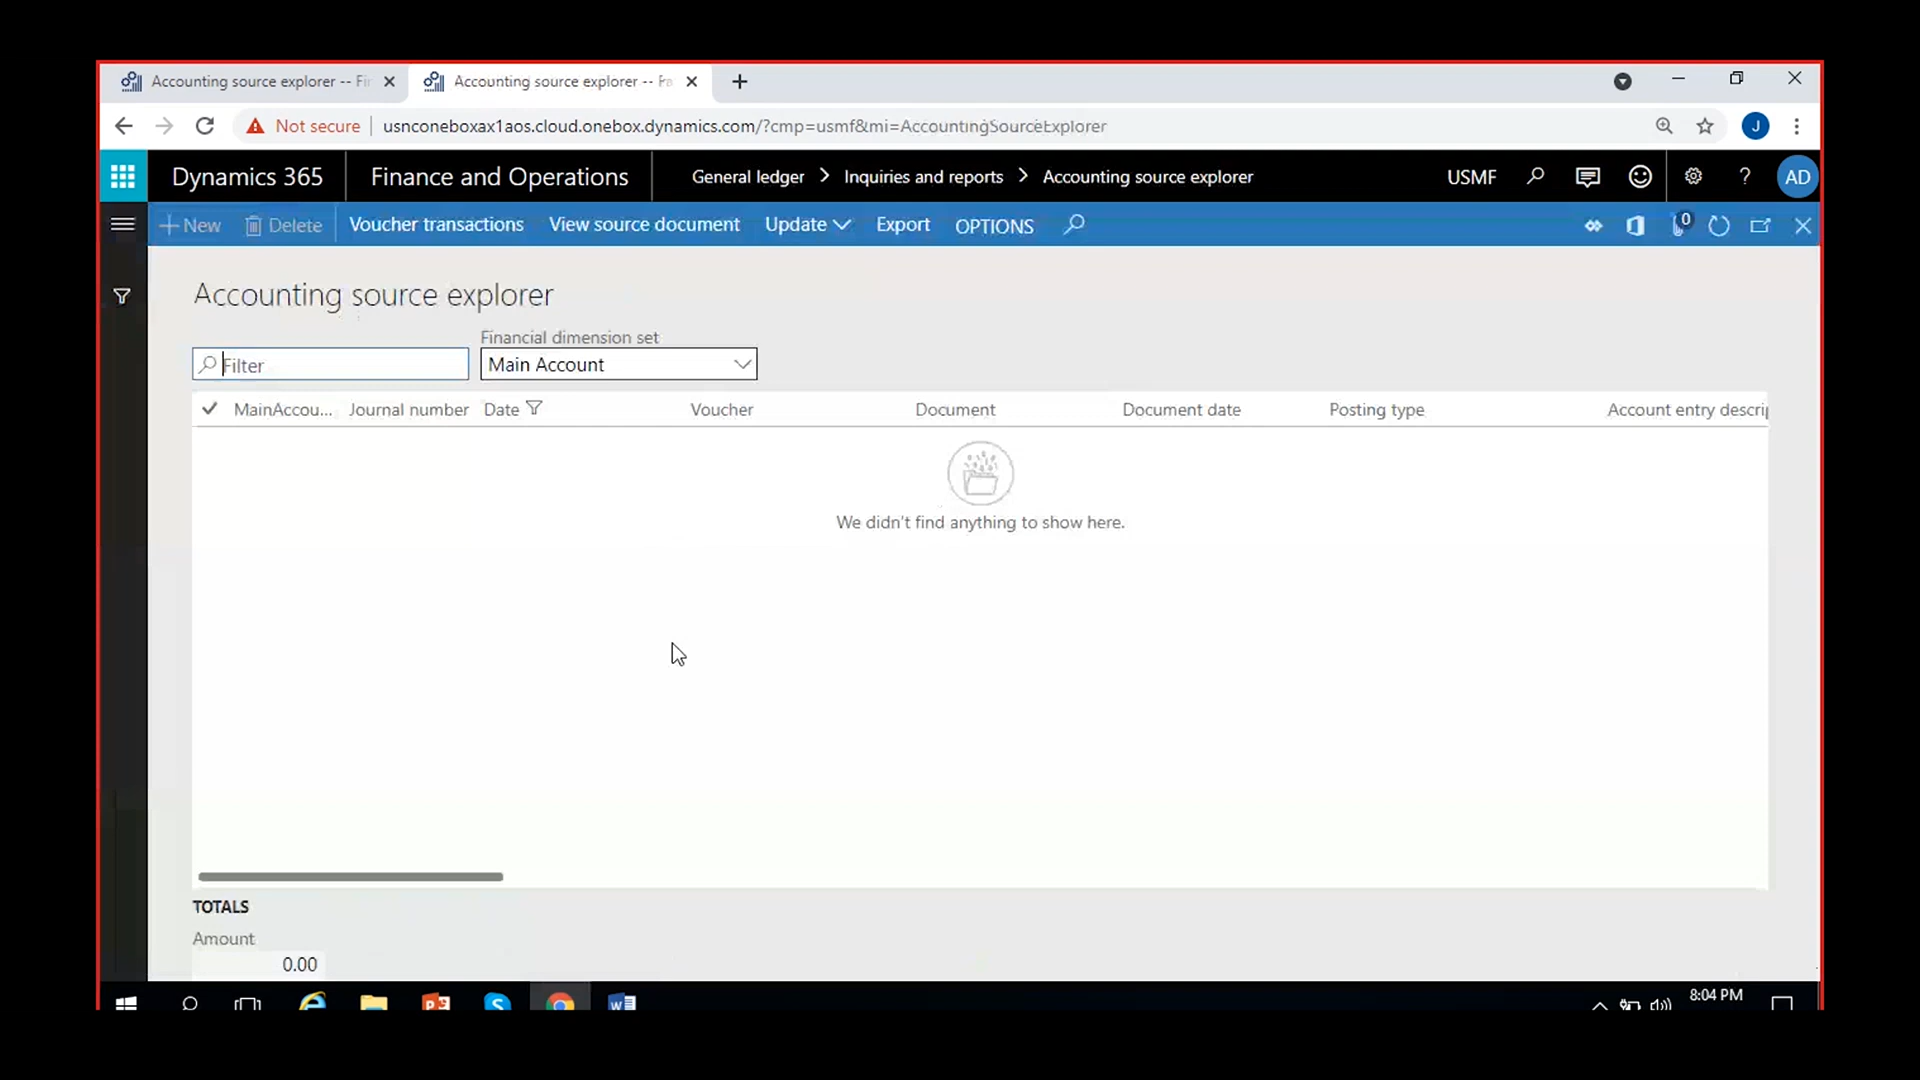 Accounting source explorer -- Fi
Accounting source explorer -- Pa
Not secure
usnconeboxax1aos.cloud.onebox.dynamics.com/?cmp=usmf&mi=AccountingSourceExplorer
J
Dynamics 365
Finance and Operations
General ledger
Inquiries and reports
Accounting source explorer
USMF
?
AD
New
Delete
Voucher transactions
View source document
Update
Export
OPTIONS
0
Accounting source explorer
Financial dimension set
Filter
Main Account
MainAccou...
Journal number
Date
Voucher
Document
Document date
Posting type
Account entry descrip
We didn't find anything to show here.
TOTALS
Amount
0.00
8:04 PM